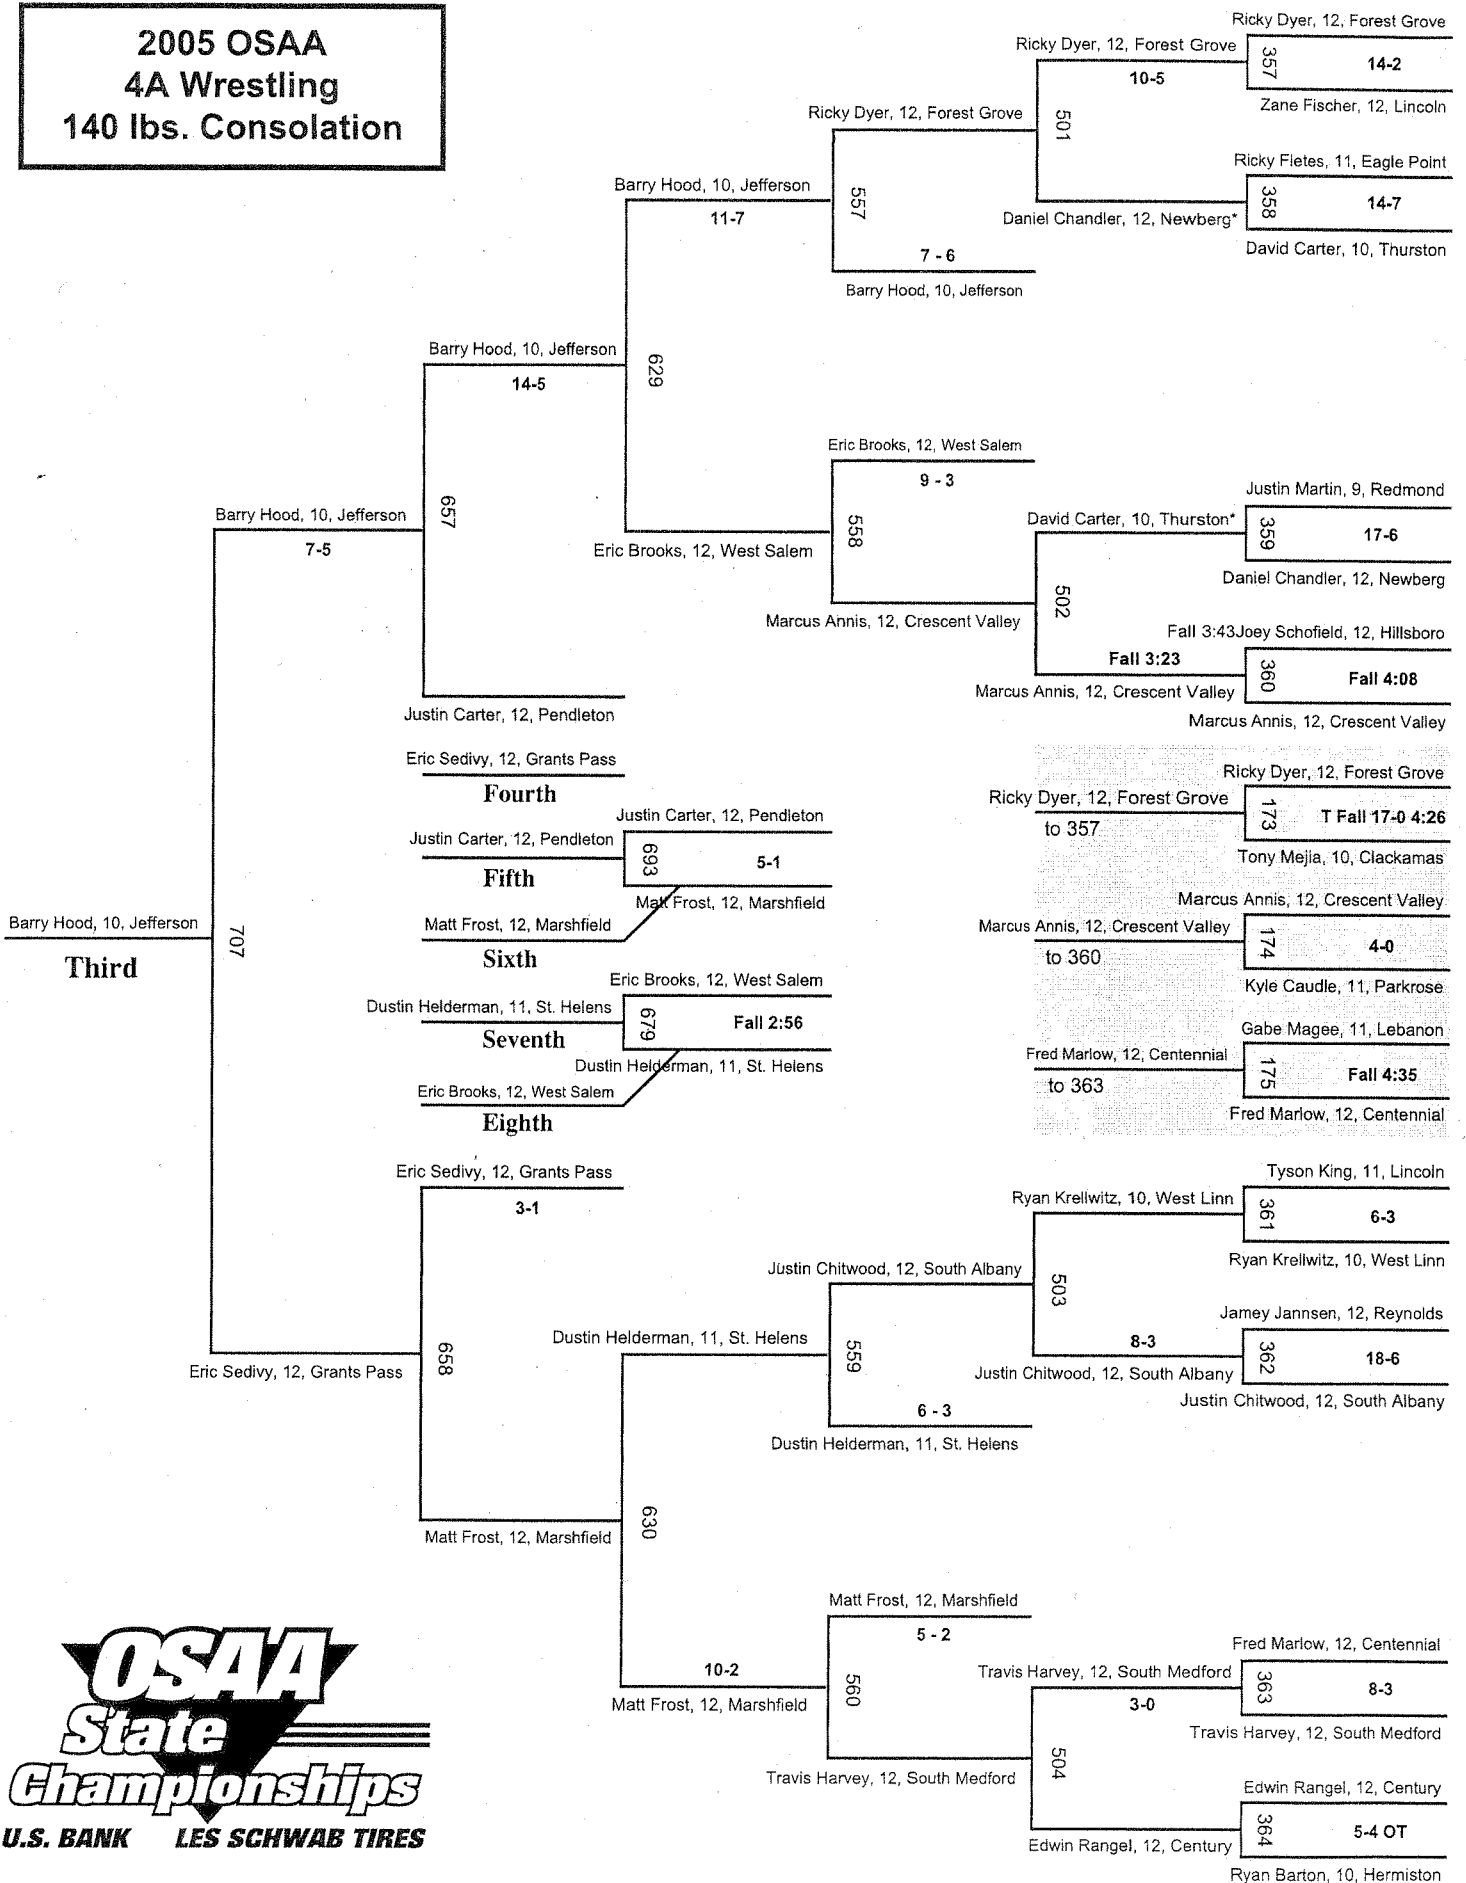 2005 OSAA
4A Wrestling
140 lbs. Consolation
Ricky Dyer, 12, Forest Grove
357
14-2
Zane Fischer, 12, Lincoln
Ricky Dyer, 12, Forest Grove
10-5
Ricky Fletes, 11, Eagle Point
358
14-7
David Carter, 10, Thurston
Daniel Chandler, 12, Newberg*
501
Ricky Dyer, 12, Forest Grove
557
7 - 6
Barry Hood, 10, Jefferson
Barry Hood, 10, Jefferson
11-7
629
Barry Hood, 10, Jefferson
14-5
Eric Brooks, 12, West Salem
9 - 3
558
Eric Brooks, 12, West Salem
Marcus Annis, 12, Crescent Valley
Justin Martin, 9, Redmond
359
17-6
Daniel Chandler, 12, Newberg
David Carter, 10, Thurston*
502
Fall 3:43Joey Schofield, 12, Hillsboro
Fall 3:23
360
Fall 4:08
Marcus Annis, 12, Crescent Valley
Marcus Annis, 12, Crescent Valley
657
Barry Hood, 10, Jefferson
7-5
Justin Carter, 12, Pendleton
Eric Sedivy, 12, Grants Pass
Fourth
Justin Carter, 12, Pendleton
Justin Carter, 12, Pendleton
693
5-1
Fifth
Matt Frost, 12, Marshfield
Matt Frost, 12, Marshfield
Sixth
Barry Hood, 10, Jefferson
707
Third
Eric Brooks, 12, West Salem
Dustin Helderman, 11, St. Helens
679
Fall 2:56
Seventh
Dustin Helderman, 11, St. Helens
Eric Brooks, 12, West Salem
Eighth
Ricky Dyer, 12, Forest Grove
Ricky Dyer, 12, Forest Grove
173
T Fall 17-0 4:26
to 357
Tony Mejia, 10, Clackamas
Marcus Annis, 12, Crescent Valley
Marcus Annis, 12, Crescent Valley
174
4-0
to 360
Kyle Caudle, 11, Parkrose
Gabe Magee, 11, Lebanon
Fred Marlow, 12, Centennial
175
Fall 4:35
to 363
Fred Marlow, 12, Centennial
Eric Sedivy, 12, Grants Pass
3-1
Tyson King, 11, Lincoln
Ryan Krellwitz, 10, West Linn
361
6-3
Ryan Krellwitz, 10, West Linn
Justin Chitwood, 12, South Albany
503
Jamey Jannsen, 12, Reynolds
8-3
362
18-6
Justin Chitwood, 12, South Albany
Justin Chitwood, 12, South Albany
Dustin Helderman, 11, St. Helens
559
6 - 3
Dustin Helderman, 11, St. Helens
658
Eric Sedivy, 12, Grants Pass
Matt Frost, 12, Marshfield
630
Matt Frost, 12, Marshfield
5 - 2
10-2
560
Matt Frost, 12, Marshfield
Fred Marlow, 12, Centennial
Travis Harvey, 12, South Medford
363
8-3
3-0
Travis Harvey, 12, South Medford
Travis Harvey, 12, South Medford
504
Edwin Rangel, 12, Century
364
5-4 OT
Edwin Rangel, 12, Century
Ryan Barton, 10, Hermiston
OSAA
State
Championships
U.S. BANK LES SCHWAB TIRES